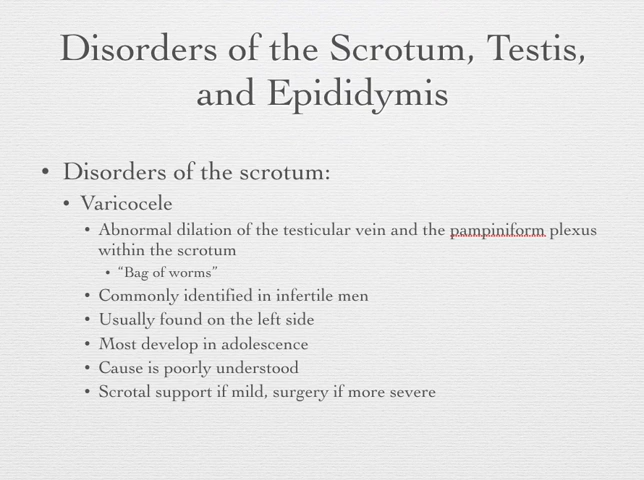 Disorders of the Scrotum, Testis,
and Epididymis
• Disorders of the scrotum:
• Varicocele
• Abnormal dilation of the testicular vein and the pampiniform plexus
within the scrotum
• “Bag of worms”
• Commonly identified in infertile men
• Usually found on the left side
• Most develop in adolescence
• Cause is poorly understood
• Scrotal support if mild, surgery if more severe